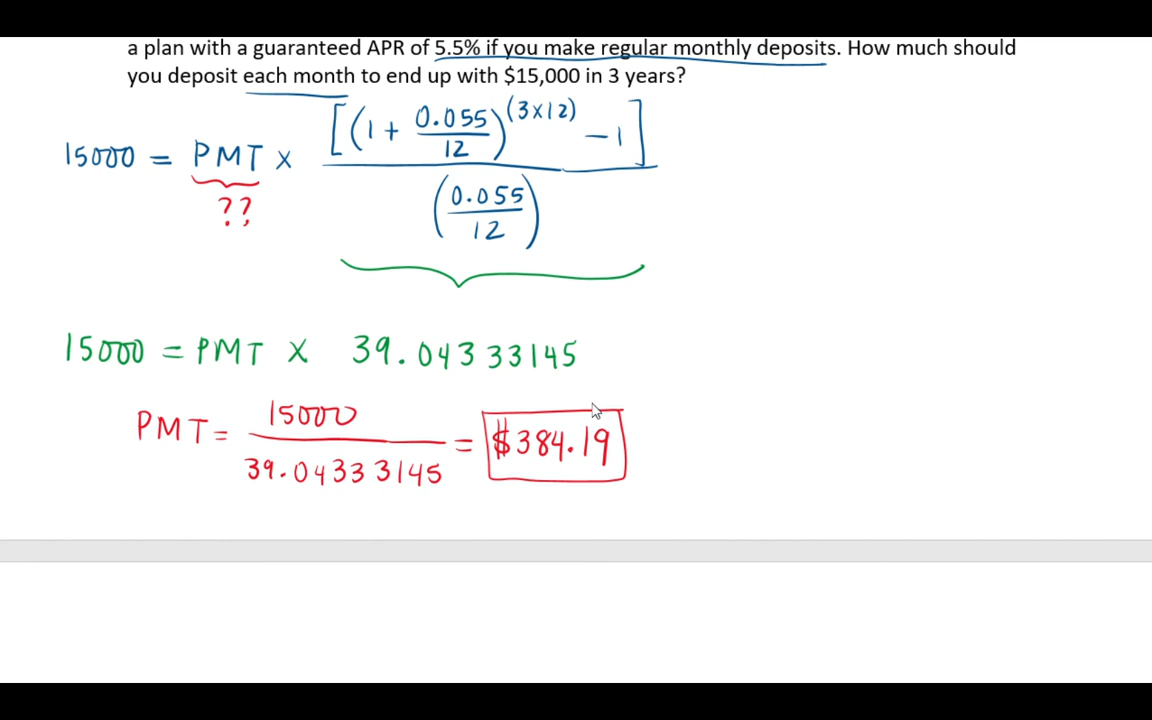 a plan with a guaranteed APR of 5.5% if you make regular monthly deposits. How much should
you deposit each month to end up with $15,000 in 3 years?
15000 = PMT × [(1 + 0.055/12)^(3×12) − 1] / (0.055/12)
??
15000 = PMT × 39.04333145
PMT = 15000/39.04333145 = $384.19